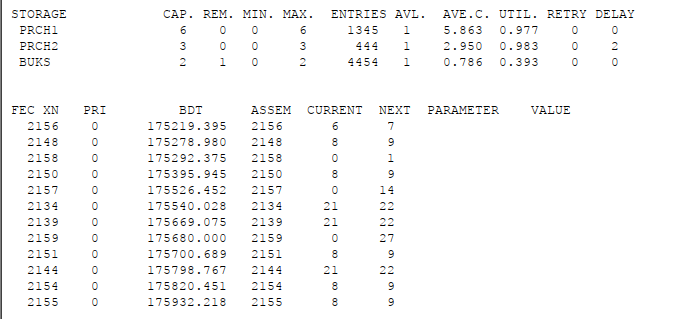 STORAGE CAP. REM. MIN. MAX. ENTRIES AVL. AVE.C. UTIL. RETRY DELAY
PRCH1 6 0 0 6 1345 1 5.863 0.977 0 0
PRCH2 3 0 0 3 444 1 2.950 0.983 0 2
BUKS 2 1 0 2 4454 1 0.786 0.393 0 0
FEC XN PRI BDT ASSEM CURRENT NEXT PARAMETER VALUE
2156 0 175219.395 2156 6 7
2148 0 175278.980 2148 8 9
2158 0 175292.375 2158 0 1
2150 0 175395.945 2150 8 9
2157 0 175526.452 2157 0 14
2134 0 175540.028 2134 21 22
2139 0 175669.075 2139 21 22
2159 0 175680.000 2159 0 27
2151 0 175700.689 2151 8 9
2144 0 175798.767 2144 21 22
2154 0 175820.451 2154 8 9
2155 0 175932.218 2155 8 9